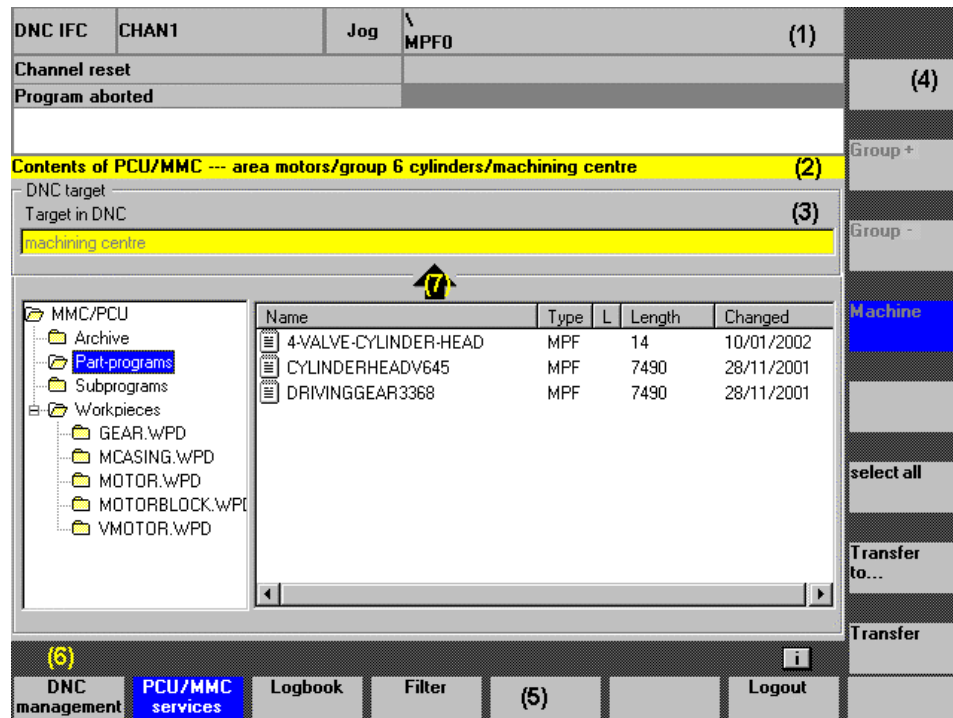 DNC IFC CHAN1 Jog \ (1)
MPF0
Channel reset
Program aborted
(4)
Contents of PCU/MMC --- area motors/group 6 cylinders/machining centre (2)
Group +
DNC target
Target in DNC (3)
machining centre
Group -
(7)
MMC/PCU
Archive
Part-programs
Subprograms
Workpieces
GEAR.WPD
MCASING.WPD
MOTOR.WPD
MOTORBLOCK.WPD
VMOTOR.WPD
Name Type L Length Changed
4-VALVE-CYLINDER-HEAD MPF 14 10/01/2002
CYLINDERHEADV645 MPF 7490 28/11/2001
DRIVINGGEAR3368 MPF 7490 28/11/2001
Machine
select all
Transfer
to...
Transfer
(6)
i
DNC
management
PCU/MMC
services
Logbook
Filter
(5)
Logout